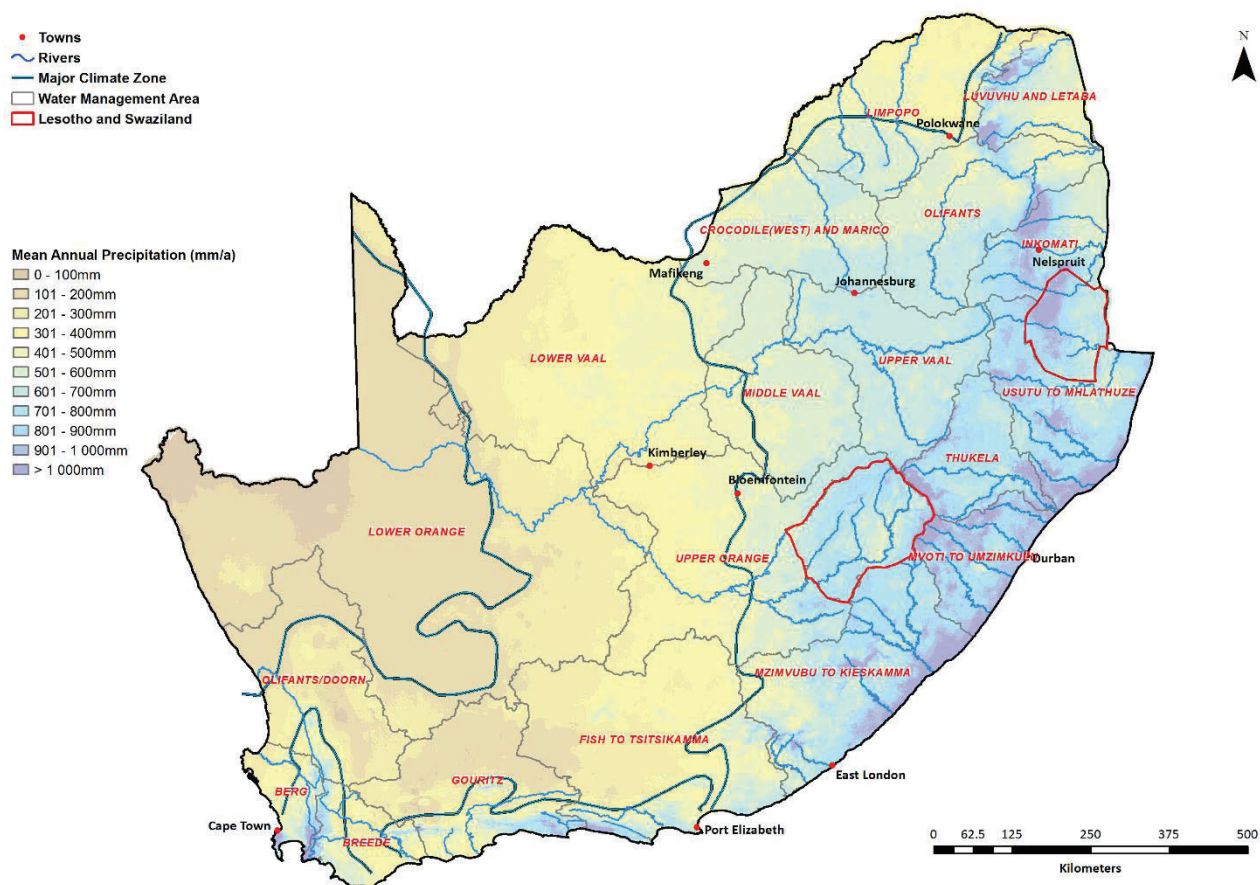 Towns
Rivers
Major Climate Zone
Water Management Area
Lesotho and Swaziland
N
Mean Annual Precipitation (mm/a)
0 - 100mm
101 - 200mm
201 - 300mm
301 - 400mm
401 - 500mm
501 - 600mm
601 - 700mm
701 - 800mm
801 - 900mm
901 - 1 000mm
> 1 000mm
LUVUVHU AND LETABA
LIMPOPO
Polokwane
OLIFANTS
CROCODILE(WEST) AND MARICO
INKOMATI
Nelspruit
Mafikeng
Johannesburg
LOWER VAAL
UPPER VAAL
MIDDLE VAAL
USUTU TO MHLATHUZE
Kimberley
THUKELA
Bloemfontein
LOWER ORANGE
UPPER ORANGE
MVOTI TO UMZIMKULU
Durban
MZIMVUBU TO KIESKAMMA
OLIFANTS/DOORN
FISH TO TSITSIKAMMA
East London
GOURITZ
BERG
Cape Town
BREEDE
Port Elizabeth
0 62.5 125 250 375 500
Kilometers